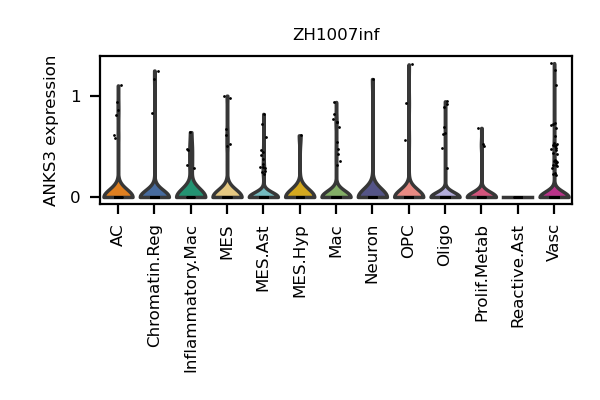 ZH1007inf
ANKS3 expression
1
0
AC
Chromatin.Reg
Inflammatory.Mac
MES
MES.Ast
MES.Hyp
Mac
Neuron
OPC
Oligo
Prolif.Metab
Reactive.Ast
Vasc